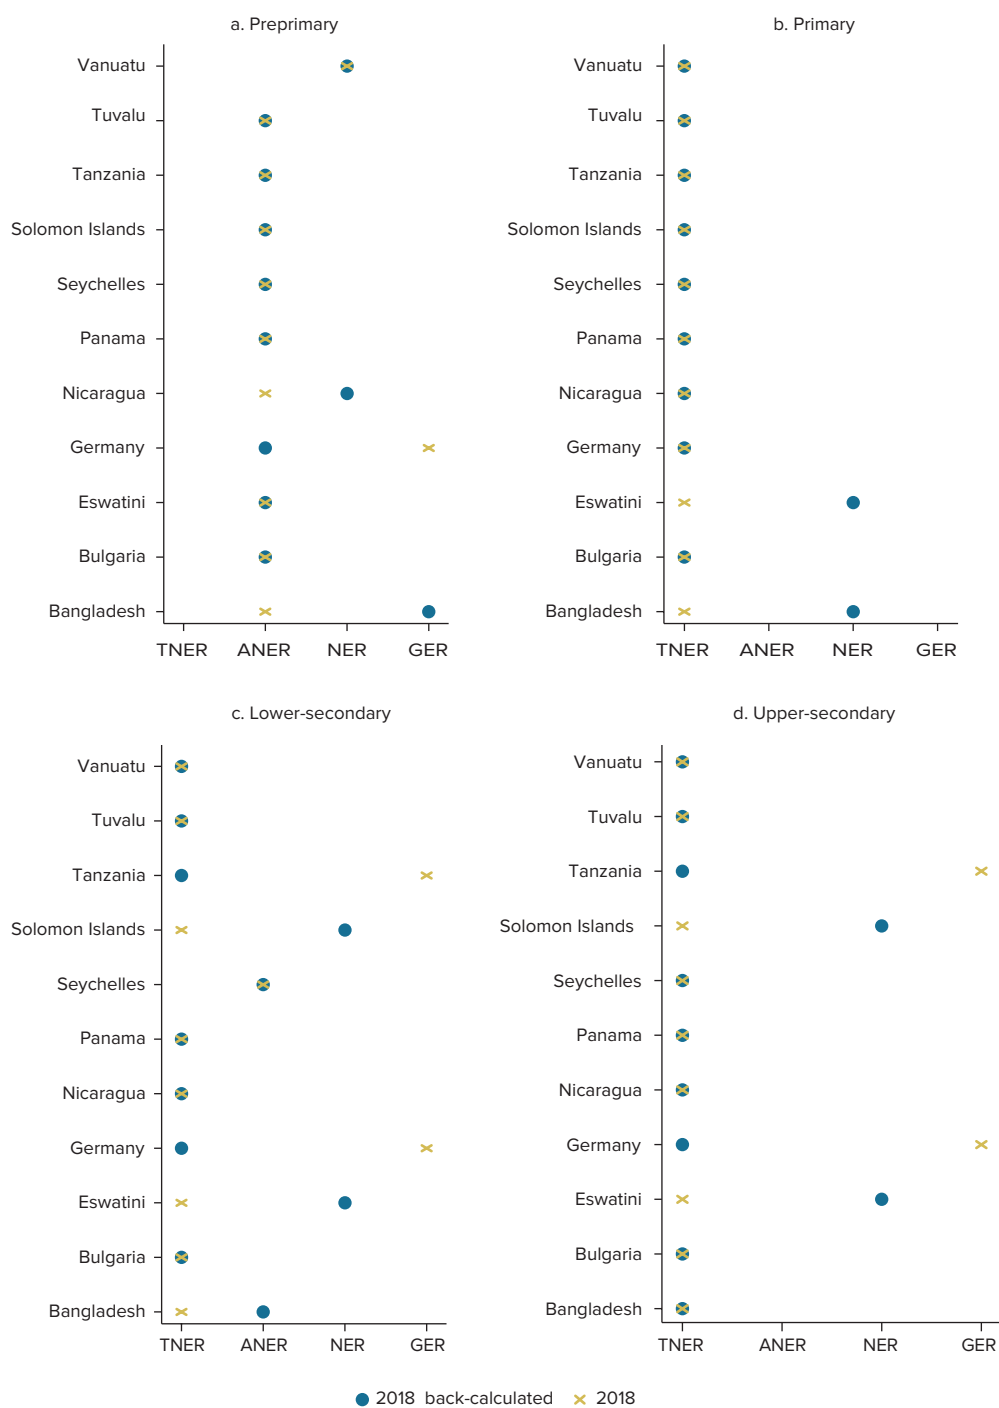 a. Preprimary
Vanuatu
Tuvalu
Tanzania
Solomon Islands
Seychelles
Panama
Nicaragua
Germany
Eswatini
Bulgaria
Bangladesh
TNER ANER NER GER
b. Primary
Vanuatu
Tuvalu
Tanzania
Solomon Islands
Seychelles
Panama
Nicaragua
Germany
Eswatini
Bulgaria
Bangladesh
TNER ANER NER GER
c. Lower-secondary
Vanuatu
Tuvalu
Tanzania
Solomon Islands
Seychelles
Panama
Nicaragua
Germany
Eswatini
Bulgaria
Bangladesh
TNER ANER NER GER
d. Upper-secondary
Vanuatu
Tuvalu
Tanzania
Solomon Islands
Seychelles
Panama
Nicaragua
Germany
Eswatini
Bulgaria
Bangladesh
TNER ANER NER GER
2018 back-calculated 2018